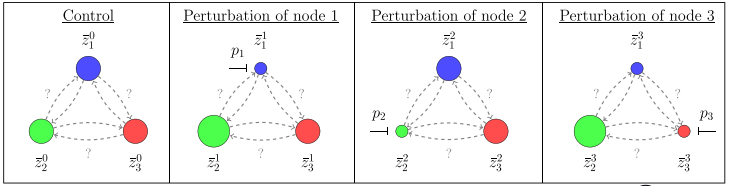 Control
z̄₁⁰
?
?
z̄₂⁰
z̄₃⁰
?
Perturbation of node 1
z̄₁¹
p₁
?
?
z̄₂¹
z̄₃¹
?
Perturbation of node 2
z̄₁²
?
?
p₂
z̄₂²
z̄₃²
?
Perturbation of node 3
z̄₁³
?
?
p₃
z̄₂³
z̄₃³
?